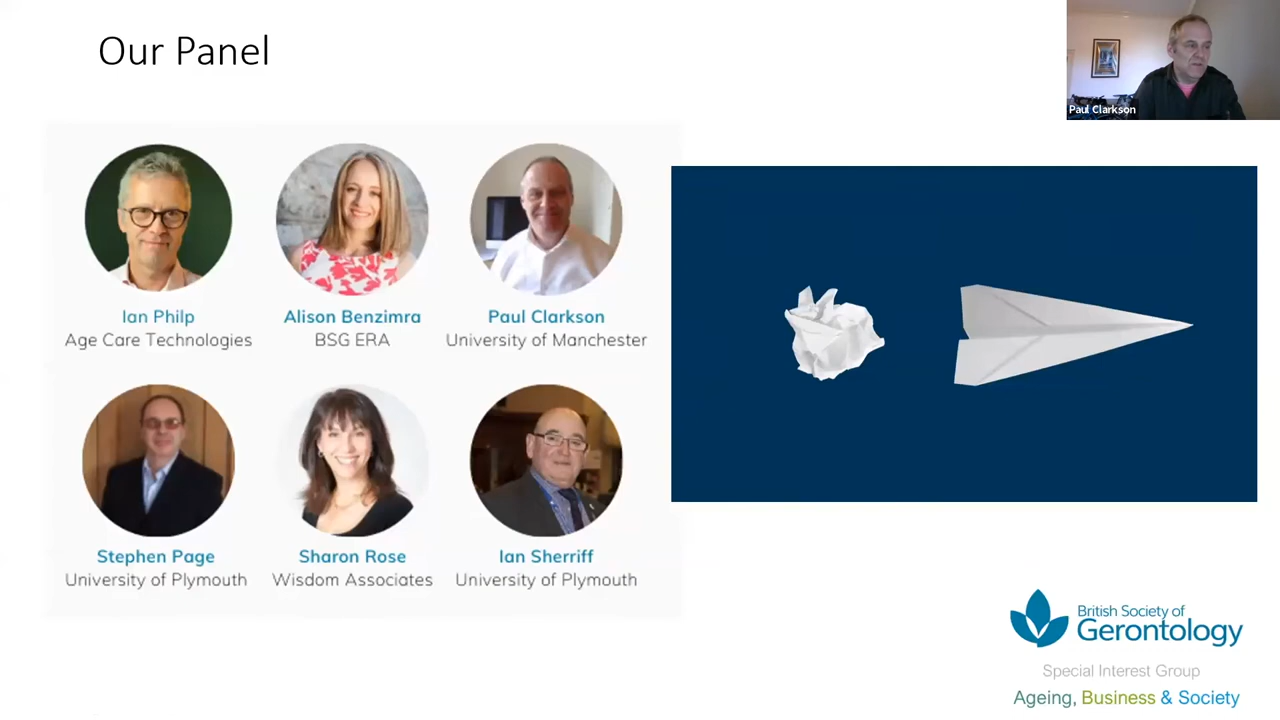 Our Panel
Paul Clarkson
Ian Philp
Age Care Technologies
Alison Benzimra
BSG ERA
Paul Clarkson
University of Manchester
Stephen Page
University of Plymouth
Sharon Rose
Wisdom Associates
Ian Sherriff
University of Plymouth
British Society of
Gerontology
Special Interest Group
Ageing, Business & Society